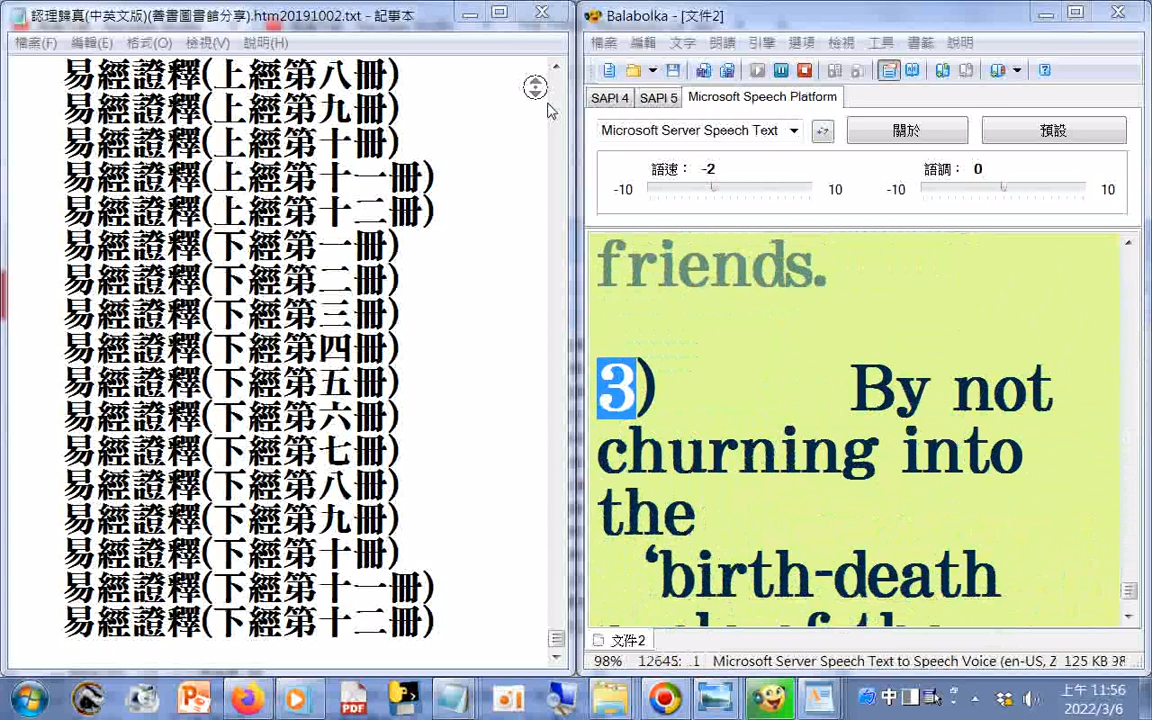 認理歸真(中英文版)(善書圖書館分享).htm20191002.txt - 記事本
檔案(F) 編輯(E) 格式(O) 檢視(V) 說明(H)
易經證釋(上經第八冊)
易經證釋(上經第九冊)
易經證釋(上經第十冊)
易經證釋(上經第十一冊)
易經證釋(上經第十二冊)
易經證釋(下經第一冊)
易經證釋(下經第二冊)
易經證釋(下經第三冊)
易經證釋(下經第四冊)
易經證釋(下經第五冊)
易經證釋(下經第六冊)
易經證釋(下經第七冊)
易經證釋(下經第八冊)
易經證釋(下經第九冊)
易經證釋(下經第十冊)
易經證釋(下經第十一冊)
易經證釋(下經第十二冊)
Balabolka - [文件2]
檔案 編輯 文字 朗讀 引擎 選項 檢視 工具 書籤 說明
SAPI 4 SAPI 5 Microsoft Speech Platform
Microsoft Server Speech Text 關於 預設
語速： -2 語調： 0
-10 10 -10 10
friends.
3) By not
churning into
the
‘birth-death
文件2
98% 12645: .1 Microsoft Server Speech Text to Speech Voice (en-US, Z 125 KB
PDF
中
上午 11:56
2022/3/6